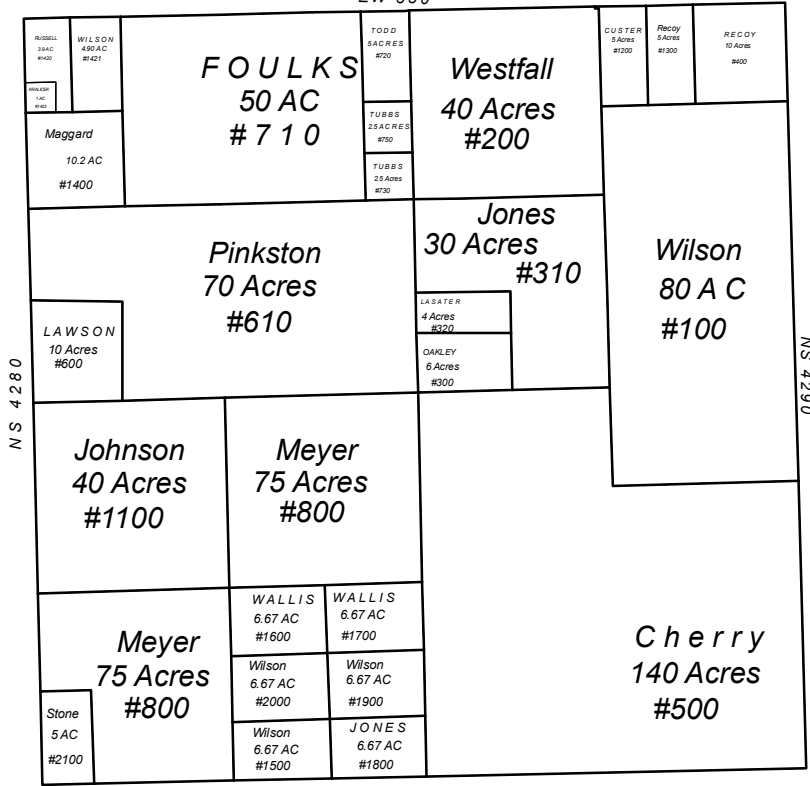 RUSSELL
3.9 AC
#1430
WILSON
4.90 AC
#1421
KRALICEK
1 AC
Maggard
10.2 AC
#1400
FOULKS
50 AC
#710
TODD
5 ACRES
#720
TUBBS
2.5 ACRES
#750
TUBBS
2.5 Acres
#730
Westfall
40 Acres
#200
CUSTER
5 Acres
#1200
Recoy
5 Acres
#1300
RECOY
10 Acres
#400
Pinkston
70 Acres
#610
LAWSON
10 Acres
#600
Jones
30 Acres
#310
LASATER
4 Acres
#320
OAKLEY
6 Acres
#300
Wilson
80 A C
#100
NS 4280
NS 4290
Johnson
40 Acres
#1100
Meyer
75 Acres
#800
Meyer
75 Acres
#800
Stone
5 AC
#2100
WALLIS
6.67 AC
#1600
WALLIS
6.67 AC
#1700
Wilson
6.67 AC
#2000
Wilson
6.67 AC
#1900
Wilson
6.67 AC
#1500
JONES
6.67 AC
#1800
Cherry
140 Acres
#500